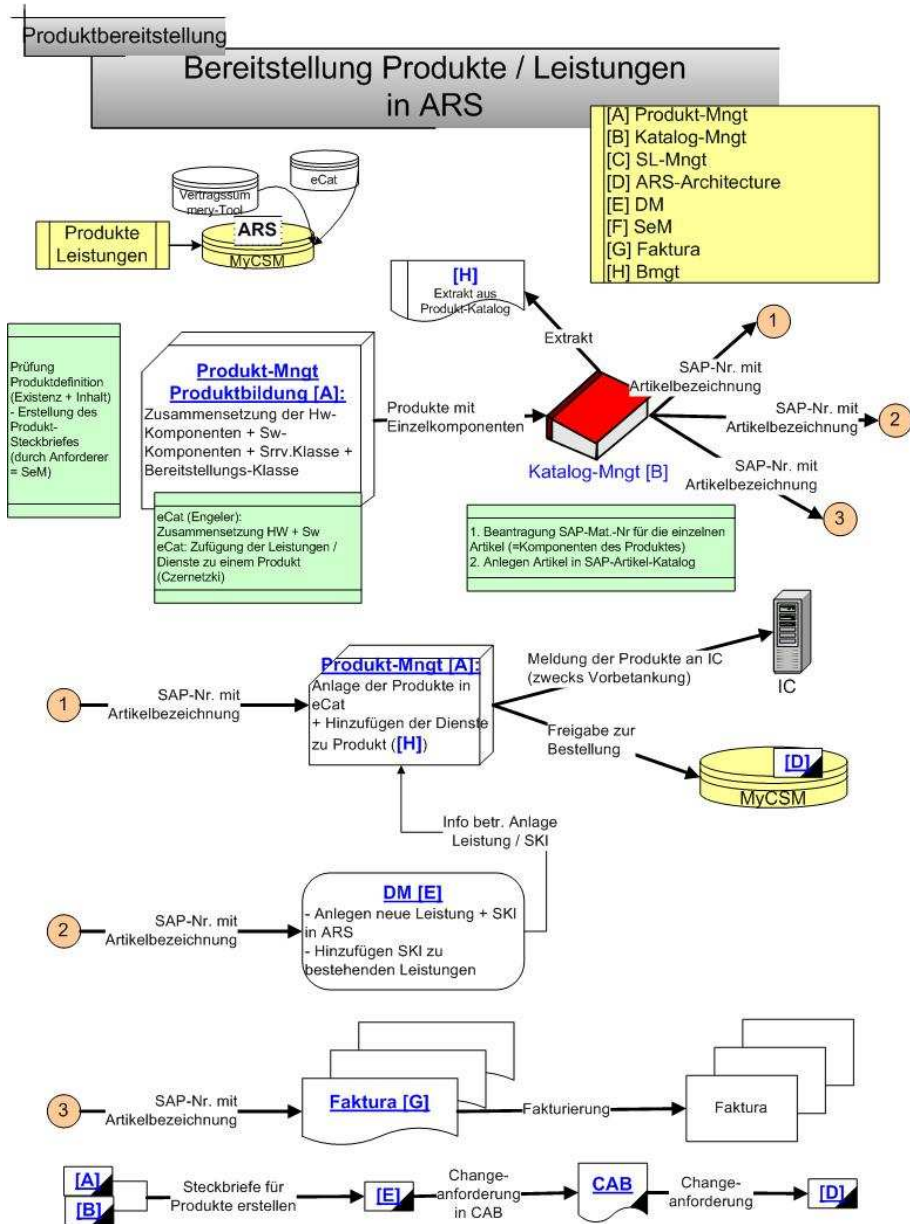 Produktbereitstellung
Bereitstellung Produkte / Leistungen
in ARS
[A] Produkt-Mngt
[B] Katalog-Mngt
[C] SL-Mngt
[D] ARS-Architecture
[E] DM
[F] SeM
[G] Faktura
[H] Bmgt
eCat
Vertragssum
mery-Tool
Produkte
Leistungen
ARS
MyCSM
[H]
Extrakt aus
Produkt-Katalog
Extrakt
1
Prüfung
Produktdefinition
(Existenz + Inhalt)
- Erstellung des
Produkt-
Steckbriefes
(durch Anforderer
= SeM)
Produkt-Mngt
Produktbildung [A]:
Zusammensetzung der Hw-
Komponenten + Sw-
Komponenten + Srrv.Klasse +
Bereitstellungs-Klasse
Produkte mit
Einzelkomponenten
Katalog-Mngt [B]
SAP-Nr. mit
Artikelbezeichnung
SAP-Nr. mit
Artikelbezeichnung
2
SAP-Nr. mit
Artikelbezeichnung
3
eCat (Engeler):
Zusammensetzung HW + Sw
eCat: Zufügung der Leistungen /
Dienste zu einem Produkt
(Czernetzki)
1. Beantragung SAP-Mat.-Nr für die einzelnen
Artikel (=Komponenten des Produktes)
2. Anlegen Artikel in SAP-Artikel-Katalog
1
SAP-Nr. mit
Artikelbezeichnung
Produkt-Mngt [A]:
Anlage der Produkte in
eCat
+ Hinzufügen der Dienste
zu Produkt ([H])
Meldung der Produkte an IC
(zwecks Vorbetankung)
IC
Freigabe zur
Bestellung
[D]
MyCSM
Info betr. Anlage
Leistung / SKI
2
SAP-Nr. mit
Artikelbezeichnung
DM [E]
- Anlegen neue Leistung + SKI
in ARS
- Hinzufügen SKI zu
bestehenden Leistungen
3
SAP-Nr. mit
Artikelbezeichnung
Faktura [G]
Fakturierung
Faktura
[A]
[B]
Steckbriefe für
Produkte erstellen
[E]
Change-
anforderung
in CAB
CAB
Change-
anforderung
[D]